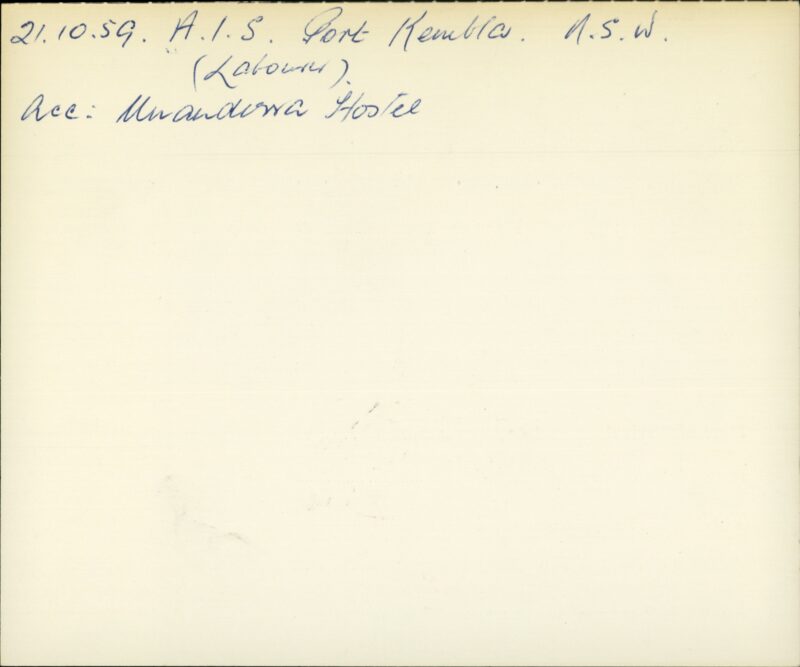 21.10.59. A.I.S. Port Kembla. N.S.W.
(Labourer).
Acc: Unanderra Hostel